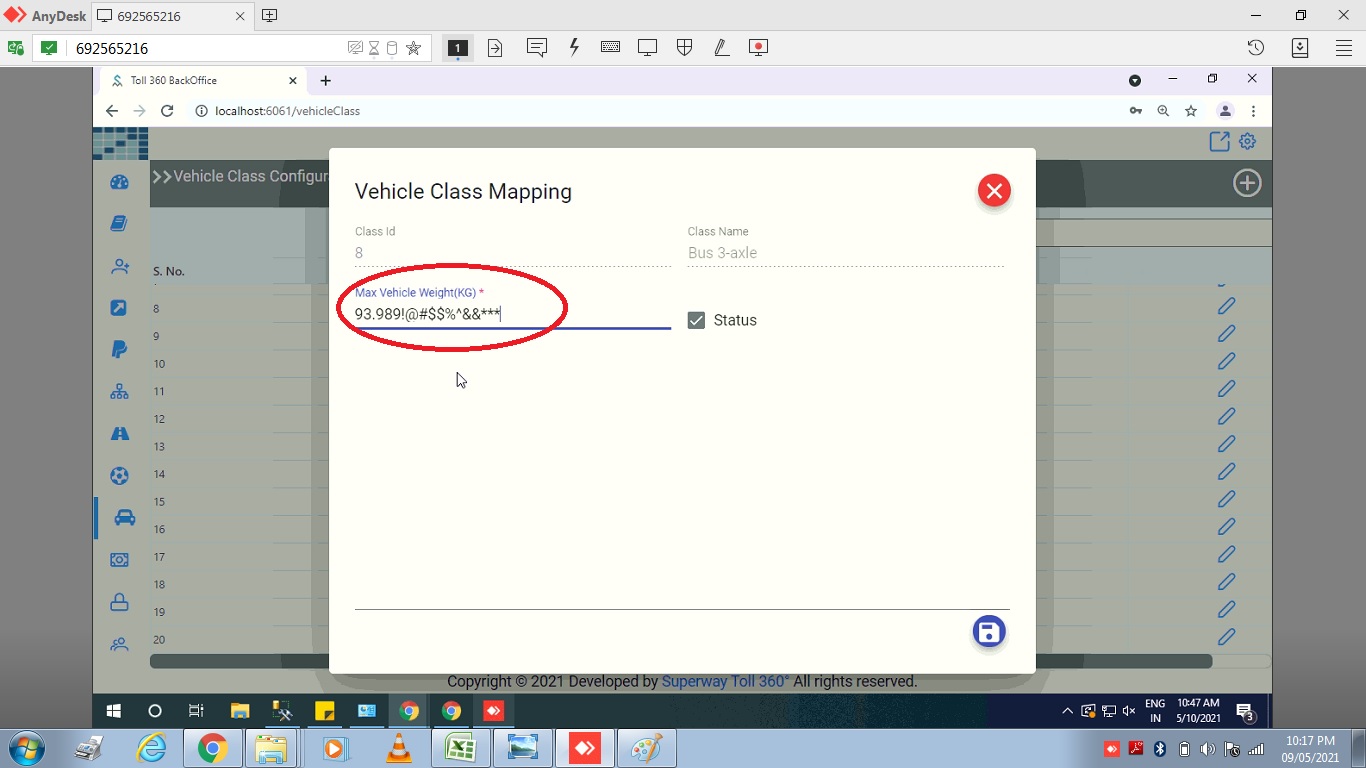 AnyDesk
692565216
692565216
1
Toll 360 BackOffice
localhost:6061/vehicleClass
>>Vehicle Class Configura
Vehicle Class Mapping
Class Id
8
Class Name
Bus 3-axle
Max Vehicle Weight(KG) *
93.989!@#$$%^&&***
Status
S. No.
8
9
10
11
12
13
14
15
16
17
18
19
20
Copyright © 2021 Developed by Superway Toll 360° All rights reserved.
ENG
IN
10:47 AM
5/10/2021
3
10:17 PM
09/05/2021